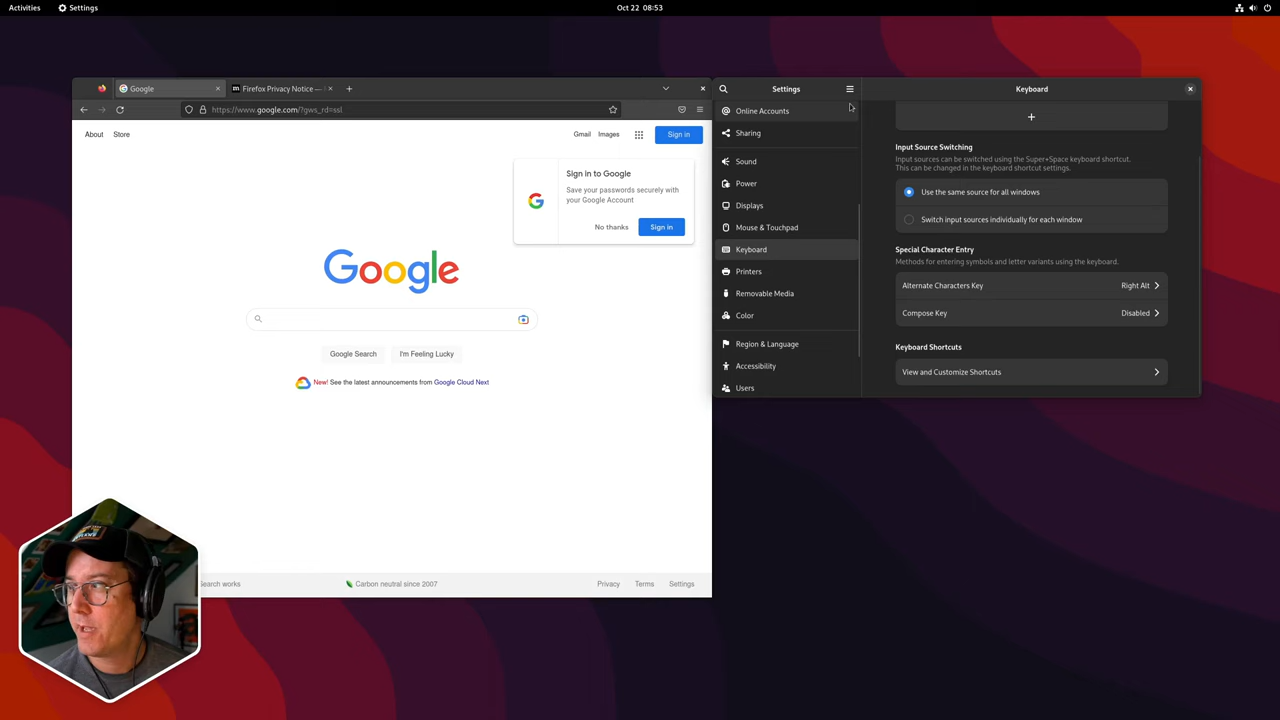 Activities
Settings
Oct 22 08:53
Google
Firefox Privacy Notice —
https://www.google.com/?gws_rd=ssl
About
Store
Gmail
Images
Sign in
Sign in to Google
Save your passwords securely with
your Google Account
No thanks
Sign in
Google
Google Search
I'm Feeling Lucky
New! See the latest announcements from Google Cloud Next
Search works
Carbon neutral since 2007
Privacy
Terms
Settings
Settings
Online Accounts
Sharing
Sound
Power
Displays
Mouse & Touchpad
Keyboard
Printers
Removable Media
Color
Region & Language
Accessibility
Users
Keyboard
Input Source Switching
Input sources can be switched using the Super+Space keyboard shortcut.
This can be changed in the keyboard shortcut settings.
Use the same source for all windows
Switch input sources individually for each window
Special Character Entry
Methods for entering symbols and letter variants using the keyboard.
Alternate Characters Key
Right Alt
Compose Key
Disabled
Keyboard Shortcuts
View and Customize Shortcuts